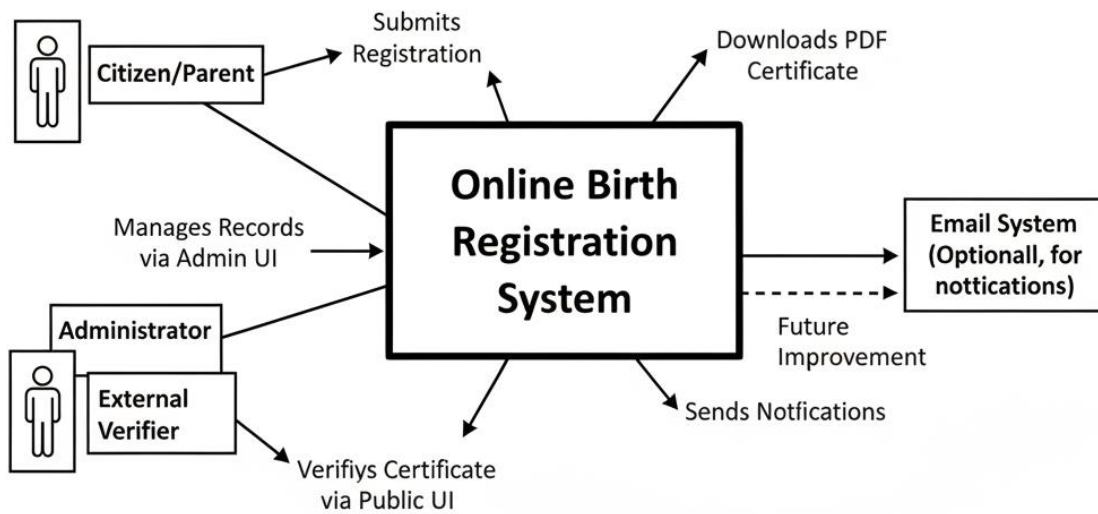 Submits
Registration
Downloads PDF
Certificate
Citizen/Parent
Online Birth
Registration
System
Manages Records
via Admin UI
Email System
(Optionall, for
nottications)
Future
Improvement
Administrator
External
Verifier
Sends Notfications
Verifiys Certificate
via Public UI